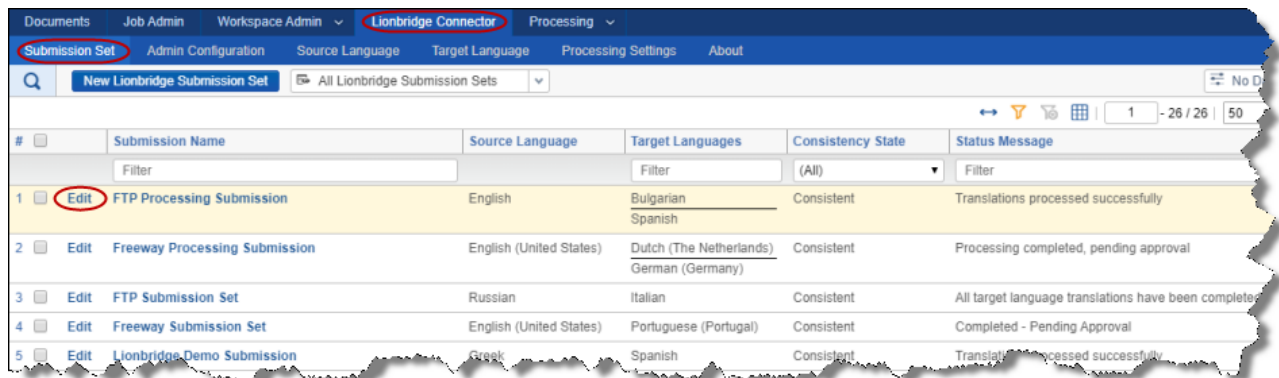 Documents Job Admin Workspace Admin Lionbridge Connector Processing
Submission Set Admin Configuration Source Language Target Language Processing Settings About
New Lionbridge Submission Set All Lionbridge Submission Sets No
1 - 26 / 26 50
# Submission Name Source Language Target Languages Consistency State Status Message
Filter Filter (All) Filter
1 Edit FTP Processing Submission English Bulgarian Consistent Translations processed successfully
Spanish
2 Edit Freeway Processing Submission English (United States) Dutch (The Netherlands) Consistent Processing completed, pending approval
German (Germany)
3 Edit FTP Submission Set Russian Italian Consistent All target language translations have been completed
4 Edit Freeway Submission Set English (United States) Portuguese (Portugal) Consistent Completed - Pending Approval
5 Edit Lionbridge Demo Submission Greek Spanish Consistent Translations processed successfully